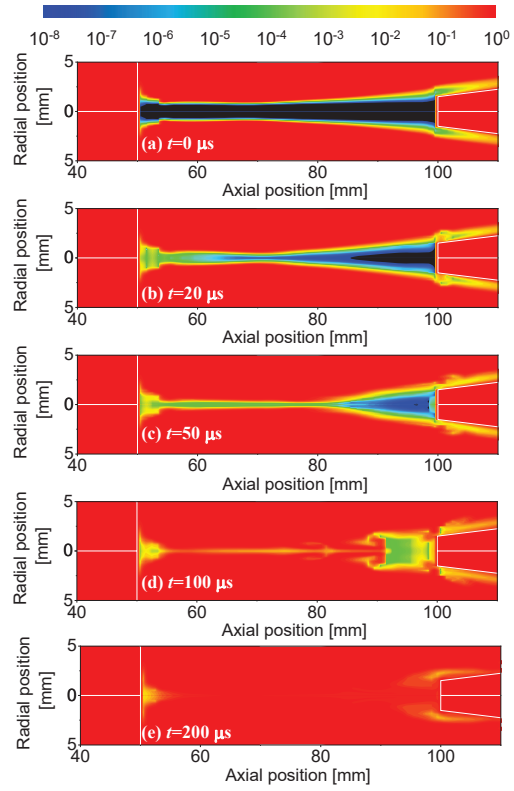 10⁻⁸ 10⁻⁷ 10⁻⁶ 10⁻⁵ 10⁻⁴ 10⁻³ 10⁻² 10⁻¹ 10⁰
Radial position
[mm]
5
0
5
(a) t=0 μs
40 60 80 100
Axial position [mm]
Radial position
[mm]
5
0
5
(b) t=20 μs
40 60 80 100
Axial position [mm]
Radial position
[mm]
5
0
5
(c) t=50 μs
40 60 80 100
Axial position [mm]
Radial position
[mm]
5
0
5
(d) t=100 μs
40 60 80 100
Axial position [mm]
Radial position
[mm]
5
0
5
(e) t=200 μs
40 60 80 100
Axial position [mm]